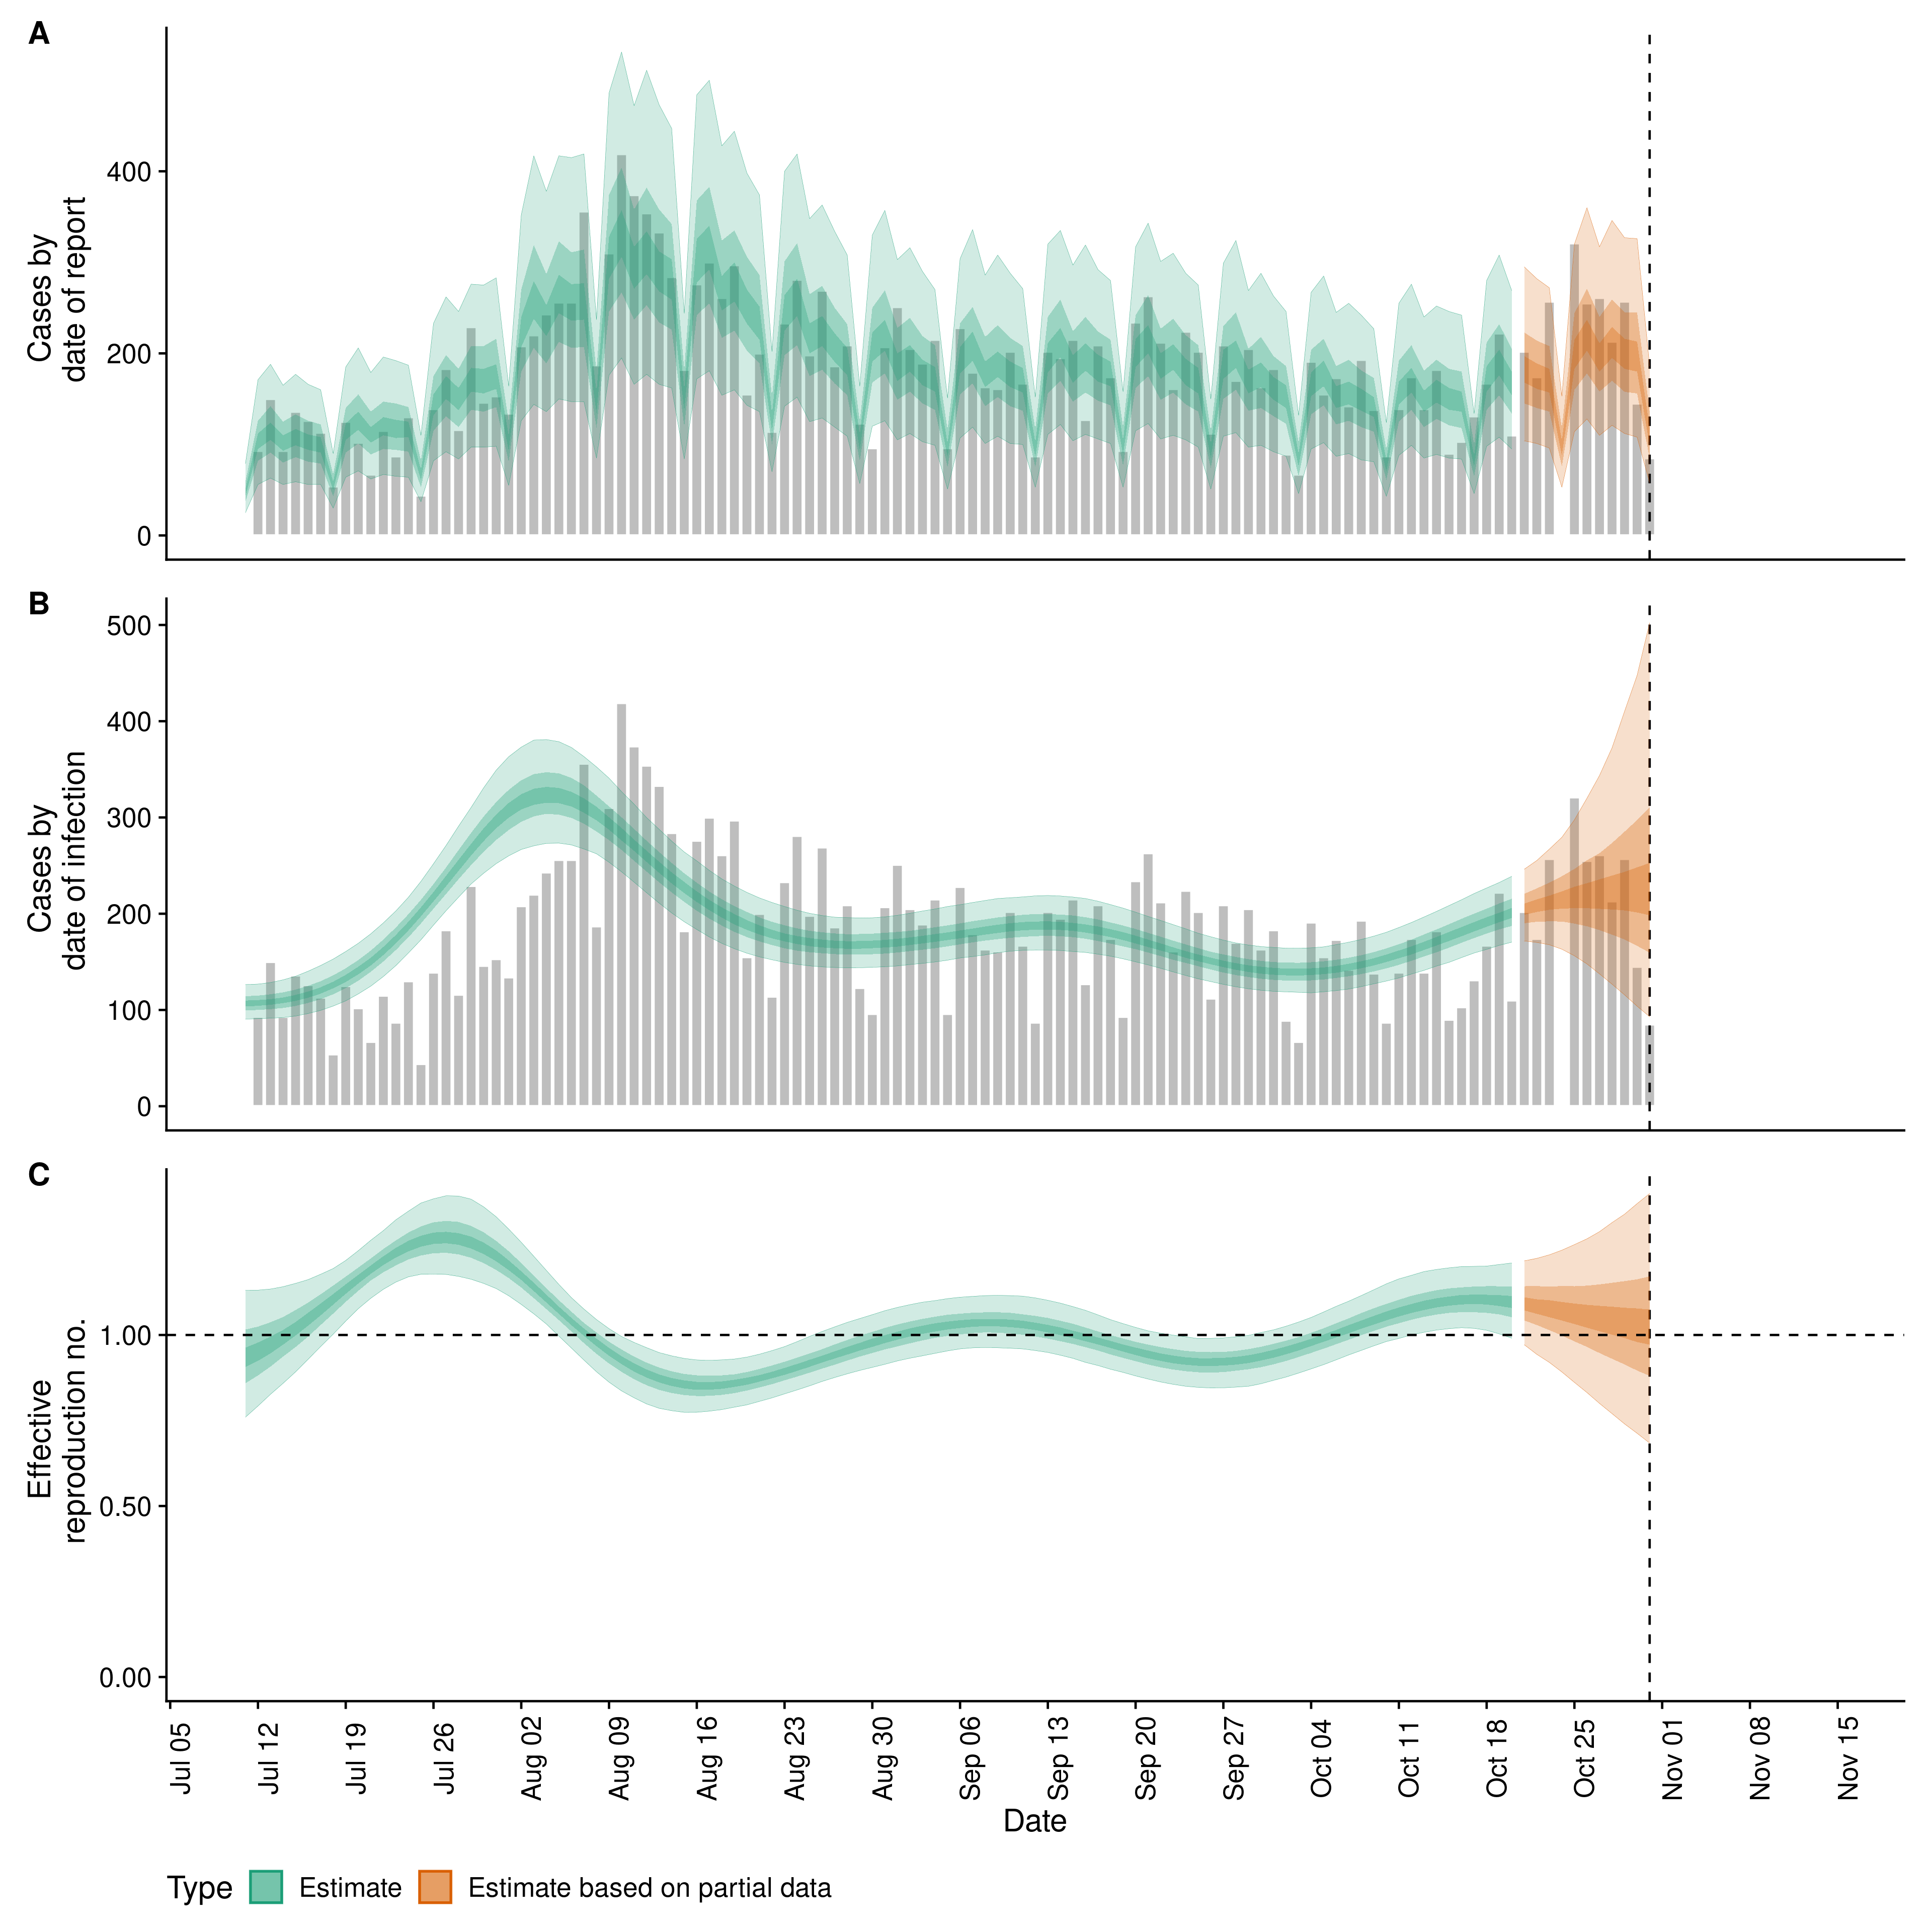 A
Cases by
date of report
400
200
0
B
Cases by
date of infection
500
400
300
200
100
0
C
Effective
reproduction no.
1.00
0.50
0.00
Jul 05
Jul 12
Jul 19
Jul 26
Aug 02
Aug 09
Aug 16
Aug 23
Aug 30
Sep 06
Sep 13
Sep 20
Sep 27
Oct 04
Oct 11
Oct 18
Oct 25
Nov 01
Nov 08
Nov 15
Date
Type Estimate Estimate based on partial data